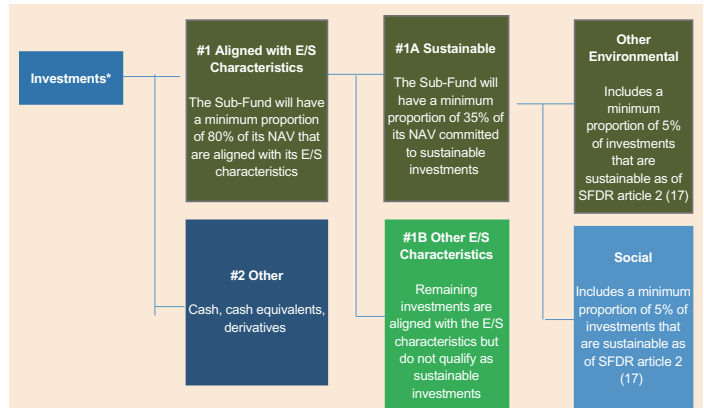 Investments*
#1 Aligned with E/S
Characteristics
The Sub-Fund will have
a minimum proportion
of 80% of its NAV that
are aligned with its E/S
characteristics
#2 Other
Cash, cash equivalents,
derivatives
#1A Sustainable
The Sub-Fund will
have a minimum
proportion of 35% of
its NAV committed
to sustainable
investments
#1B Other E/S
Characteristics
Remaining
investments are
aligned with the E/S
characteristics but
do not qualify as
sustainable
investments
Other
Environmental
Includes a
minimum
proportion of 5%
of investments
that are
sustainable as of
SFDR article 2 (17)
Social
Includes a minimum
proportion of 5% of
investments that
are sustainable as
of SFDR article 2
(17)